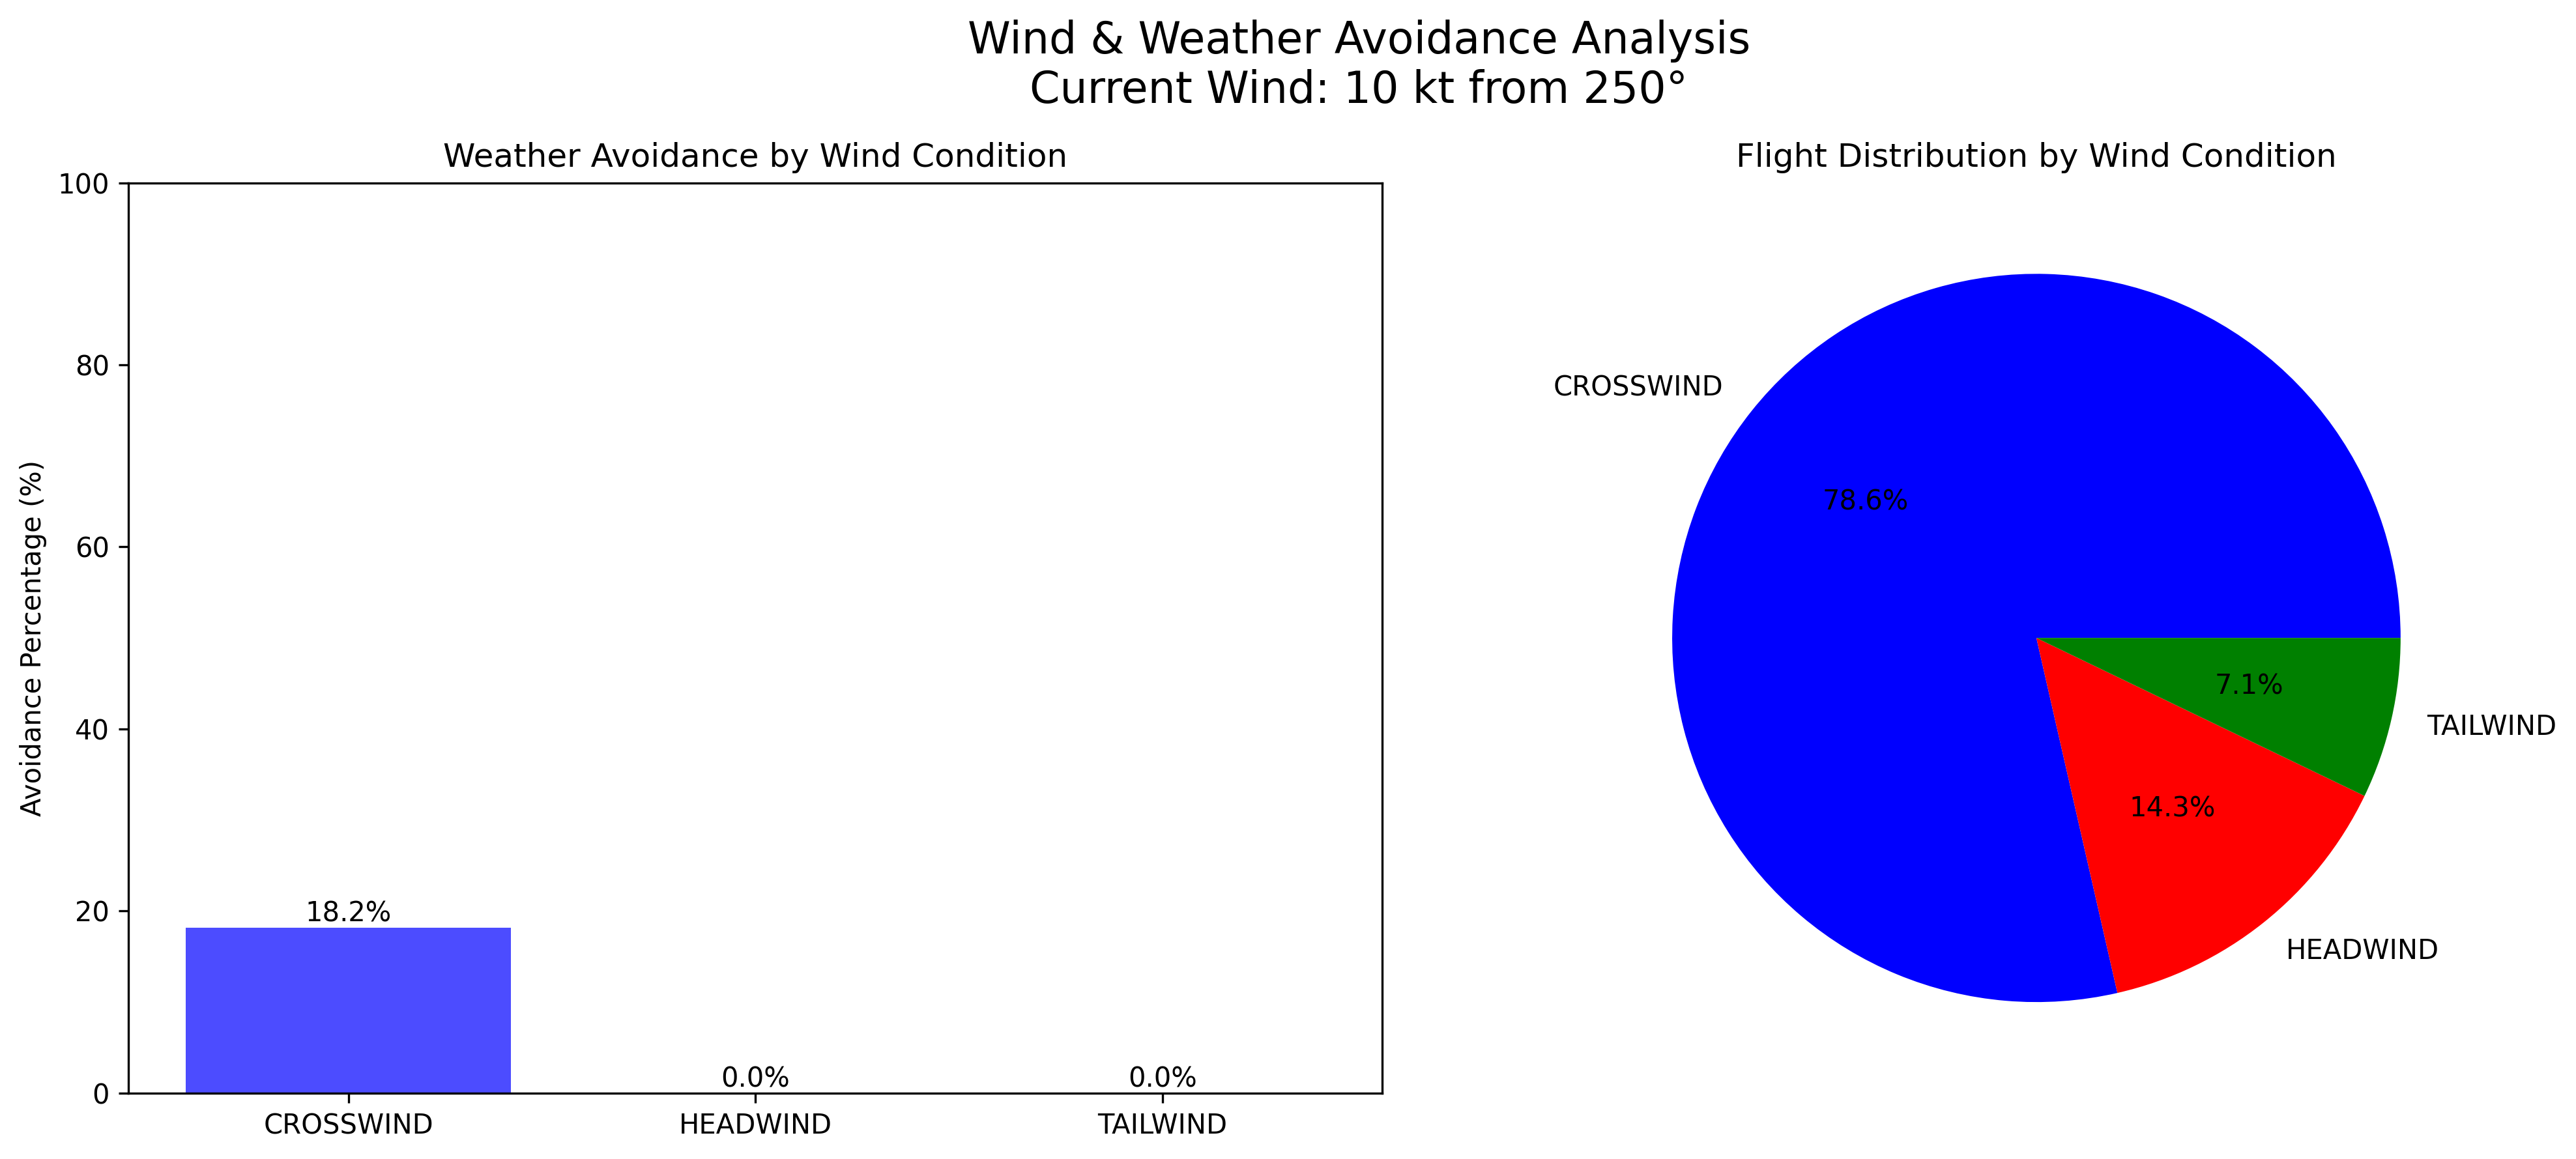 Wind & Weather Avoidance Analysis
Current Wind: 10 kt from 250°
Weather Avoidance by Wind Condition
100
80
60
40
20
0
Avoidance Percentage (%)
18.2%
0.0%
0.0%
CROSSWIND
HEADWIND
TAILWIND
Flight Distribution by Wind Condition
CROSSWIND
78.6%
7.1%
TAILWIND
14.3%
HEADWIND